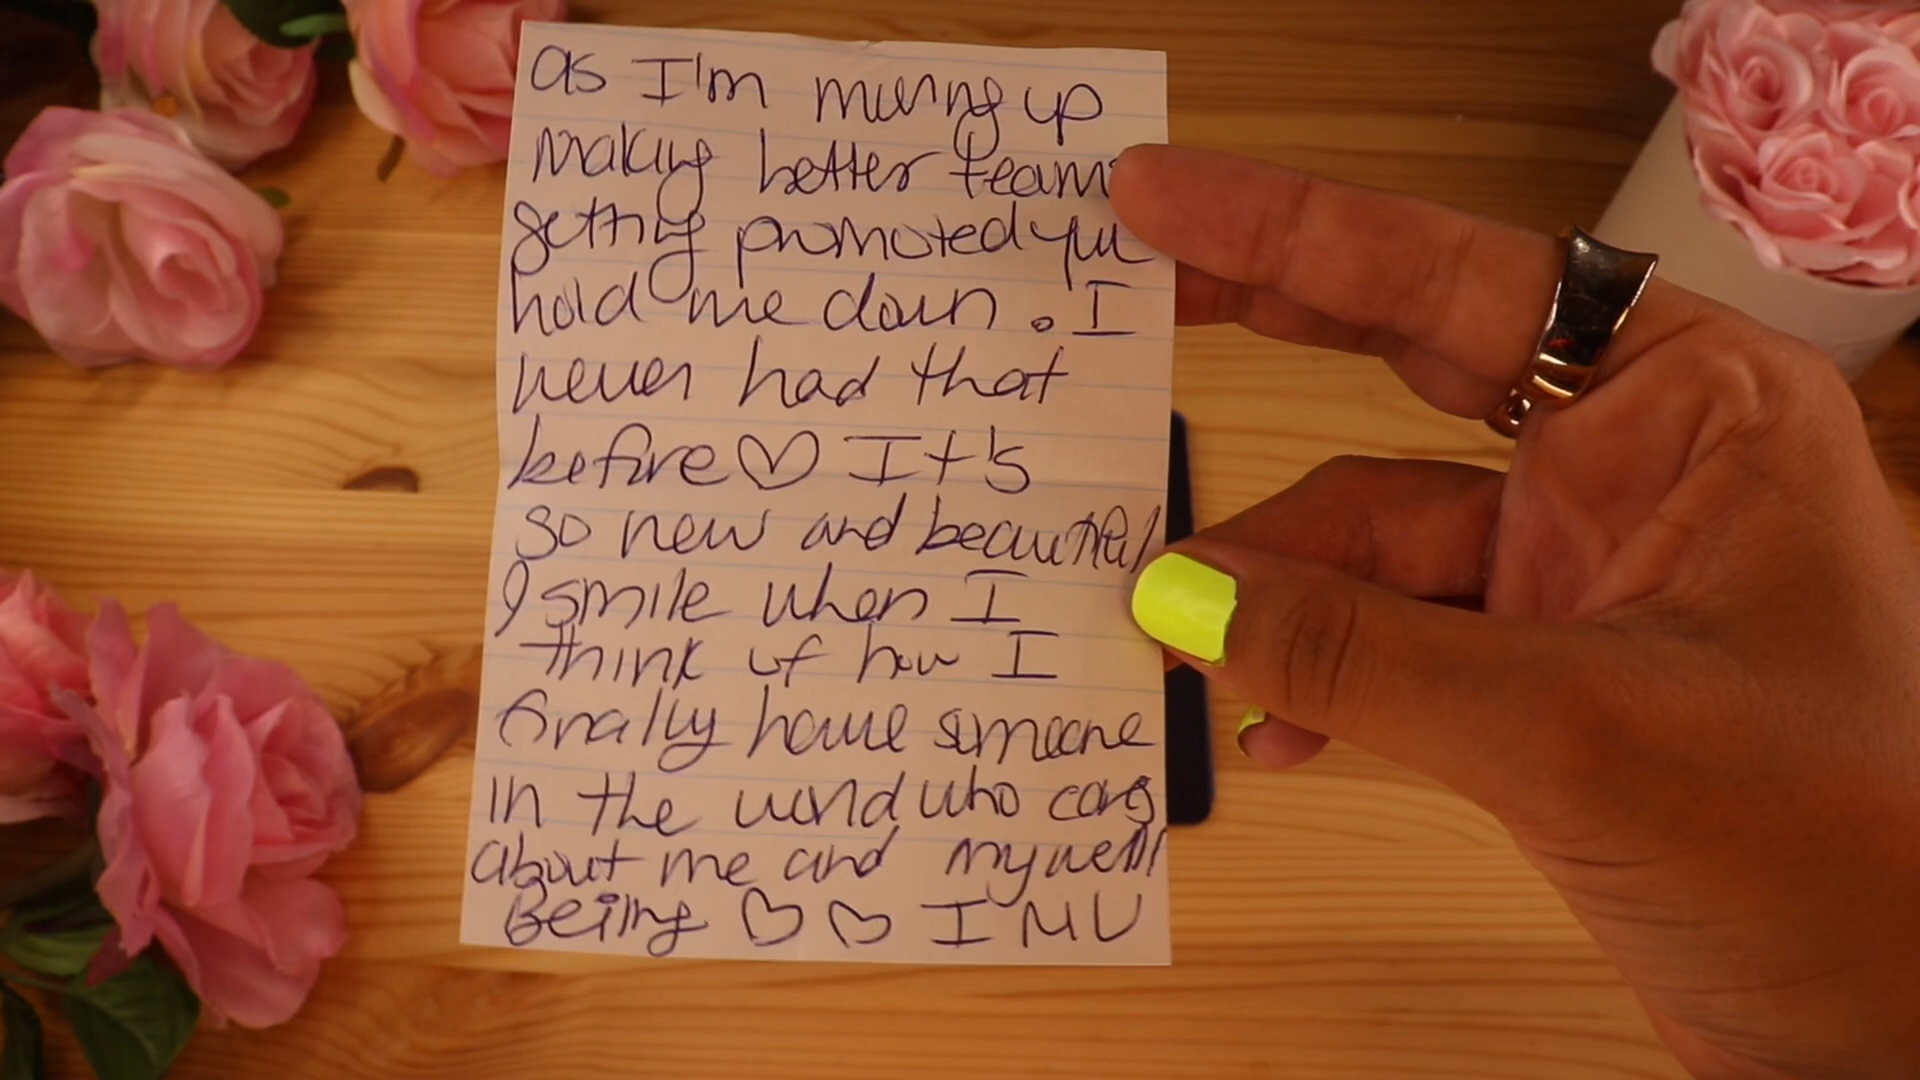 as I'm moving up
making better teams
getting promoted you
hold me down. I
never had that
before ♡ It's
so new and beautiful
I smile when I
think of how I
finally have someone
in the world who cares
about me and my well
Being ♡ ♡ I M U